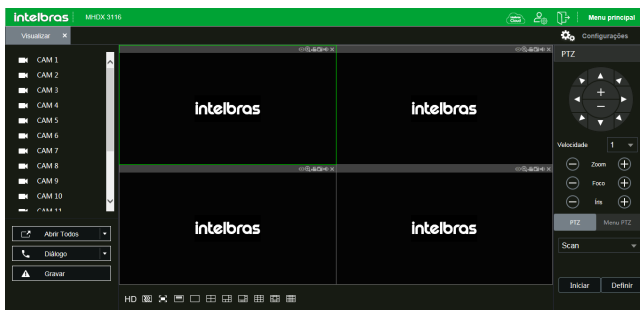 intelbras MHDX 3116 Menu principal
Visualizar × Configurações
PTZ
CAM 1
CAM 2
CAM 3
CAM 4
CAM 5
CAM 6
CAM 7
CAM 8
CAM 9
CAM 10
CAM 11
intelbras intelbras
intelbras intelbras
Velocidade 1
Zoom
Foco
Íris
PTZ Menu PTZ
Scan
Iniciar Definir
Abrir Todos
Diálogo
Gravar
HD